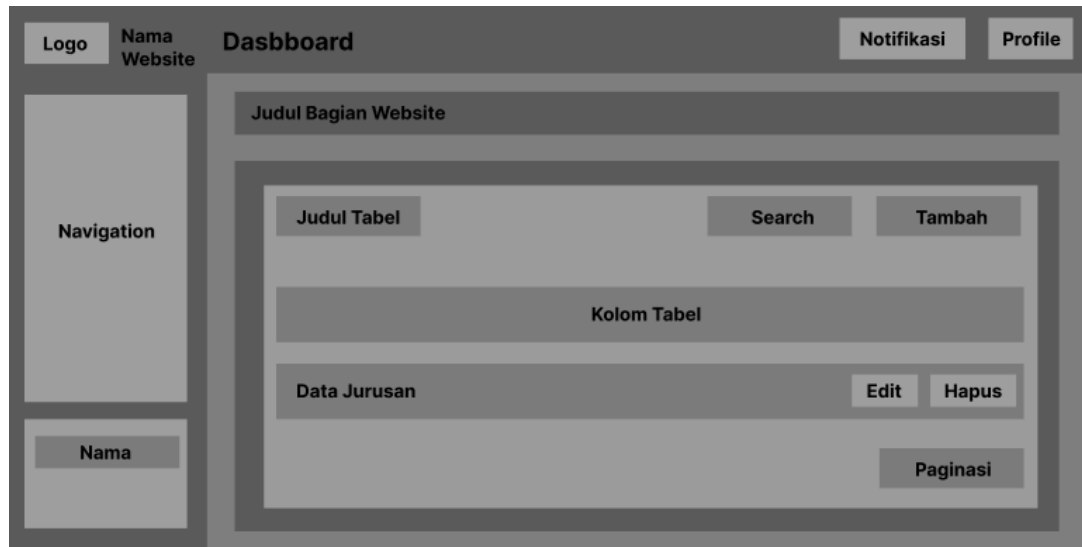 Logo
Nama
Website
Dasbboard
Notifikasi
Profile
Judul Bagian Website
Navigation
Judul Tabel
Search
Tambah
Kolom Tabel
Data Jurusan
Edit
Hapus
Nama
Paginasi